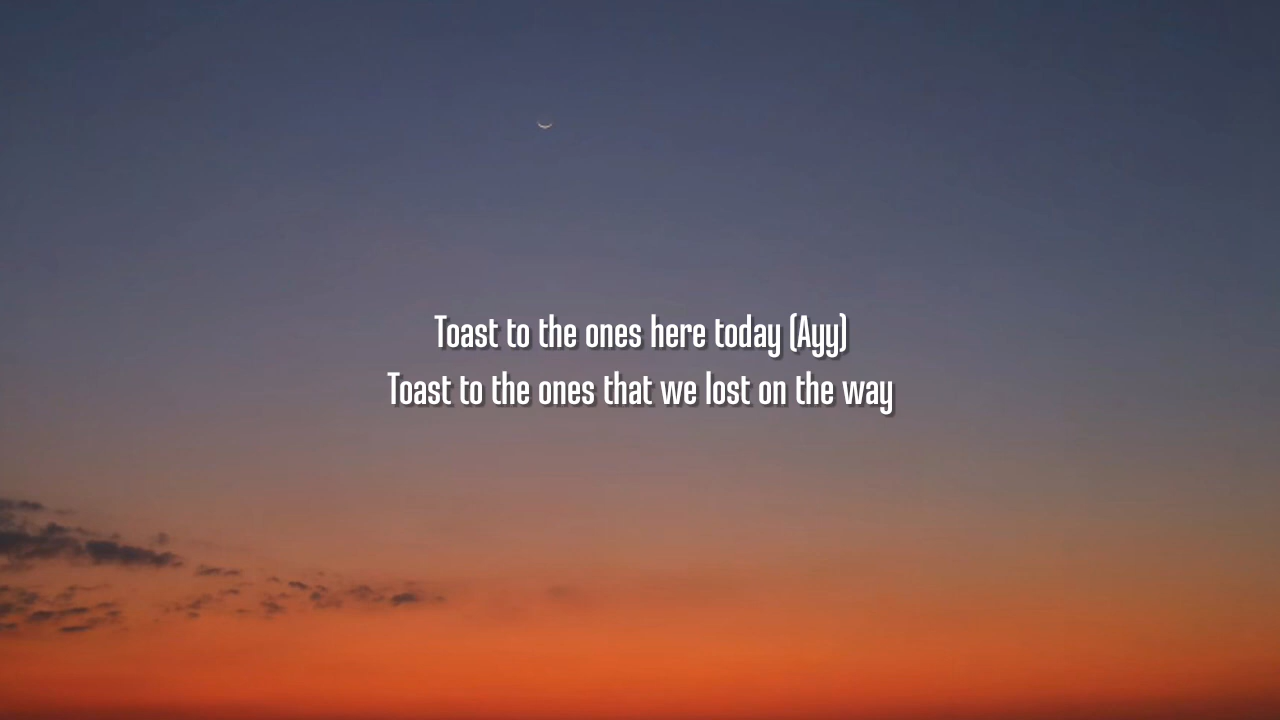 Toast to the ones here today (Ayy)
Toast to the ones that we lost on the way